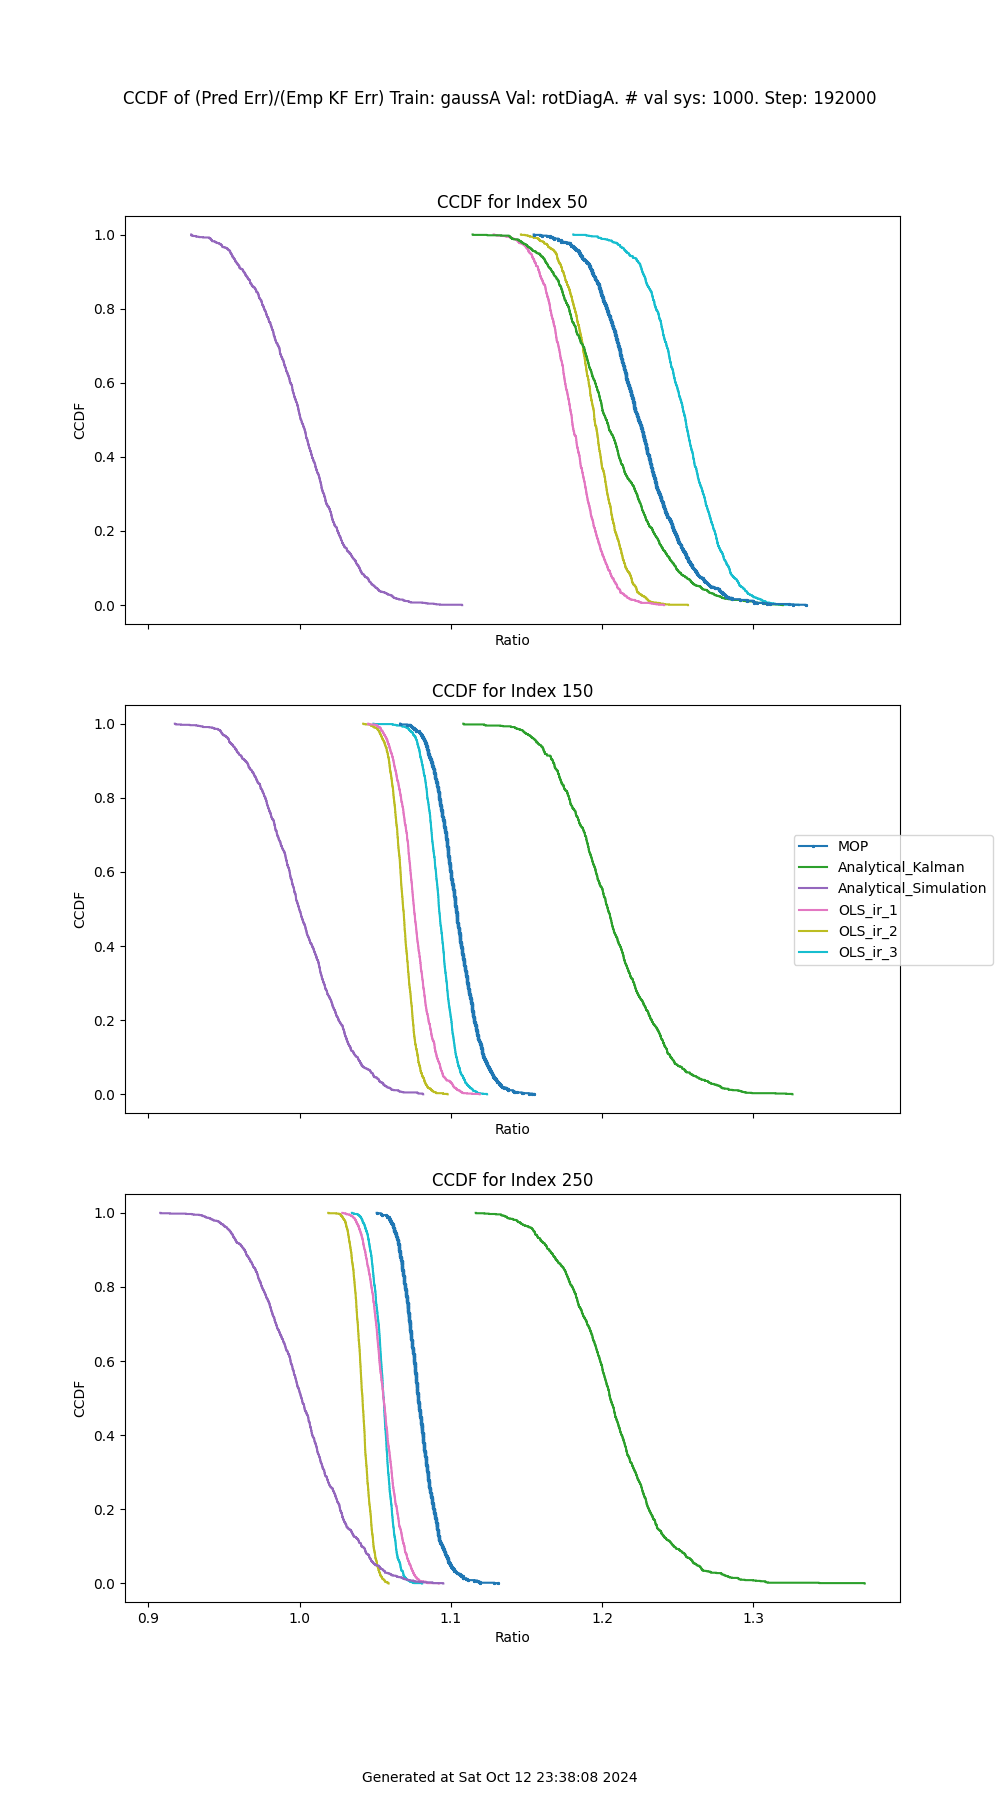 CCDF of (Pred Err)/(Emp KF Err) Train: gaussA Val: rotDiagA. # val sys: 1000. Step: 192000
CCDF for Index 50
1.0
0.8
0.6
0.4
0.2
0.0
CCDF
Ratio
CCDF for Index 150
1.0
0.8
0.6
0.4
0.2
0.0
CCDF
Ratio
MOP
Analytical_Kalman
Analytical_Simulation
OLS_ir_1
OLS_ir_2
OLS_ir_3
CCDF for Index 250
1.0
0.8
0.6
0.4
0.2
0.0
CCDF
0.9 1.0 1.1 1.2 1.3
Ratio
Generated at Sat Oct 12 23:38:08 2024